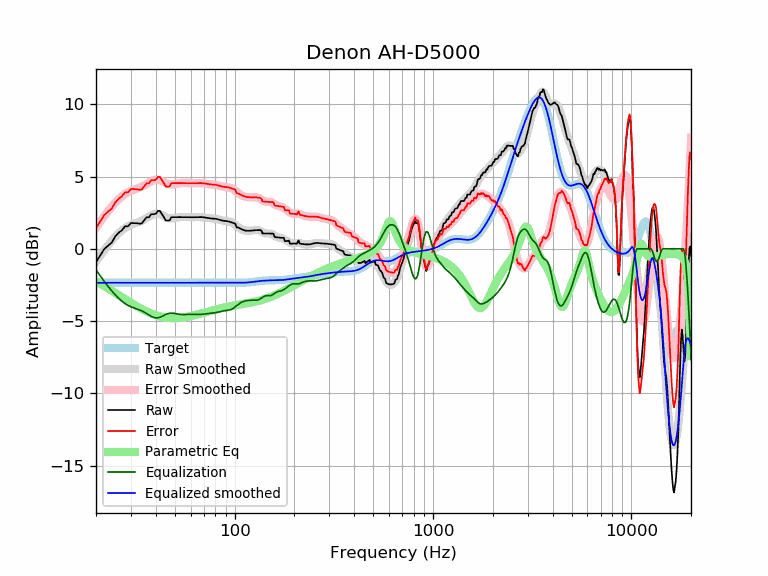 Denon AH-D5000
Amplitude (dBr)
10
5
0
−5
−10
−15
Target
Raw Smoothed
Error Smoothed
Raw
Error
Parametric Eq
Equalization
Equalized smoothed
100
1000
10000
Frequency (Hz)